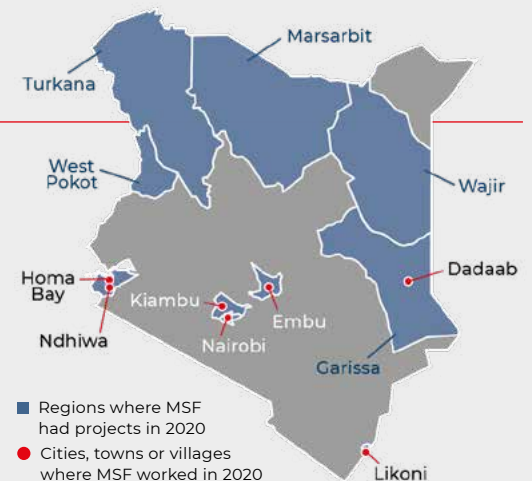 Marsarbit
Turkana
West
Pokot
Wajir
Homa
Bay
Dadaab
Kiambu
Embu
Ndhiwa
Nairobi
Garissa
Regions where MSF
had projects in 2020
Cities, towns or villages
where MSF worked in 2020
Likoni